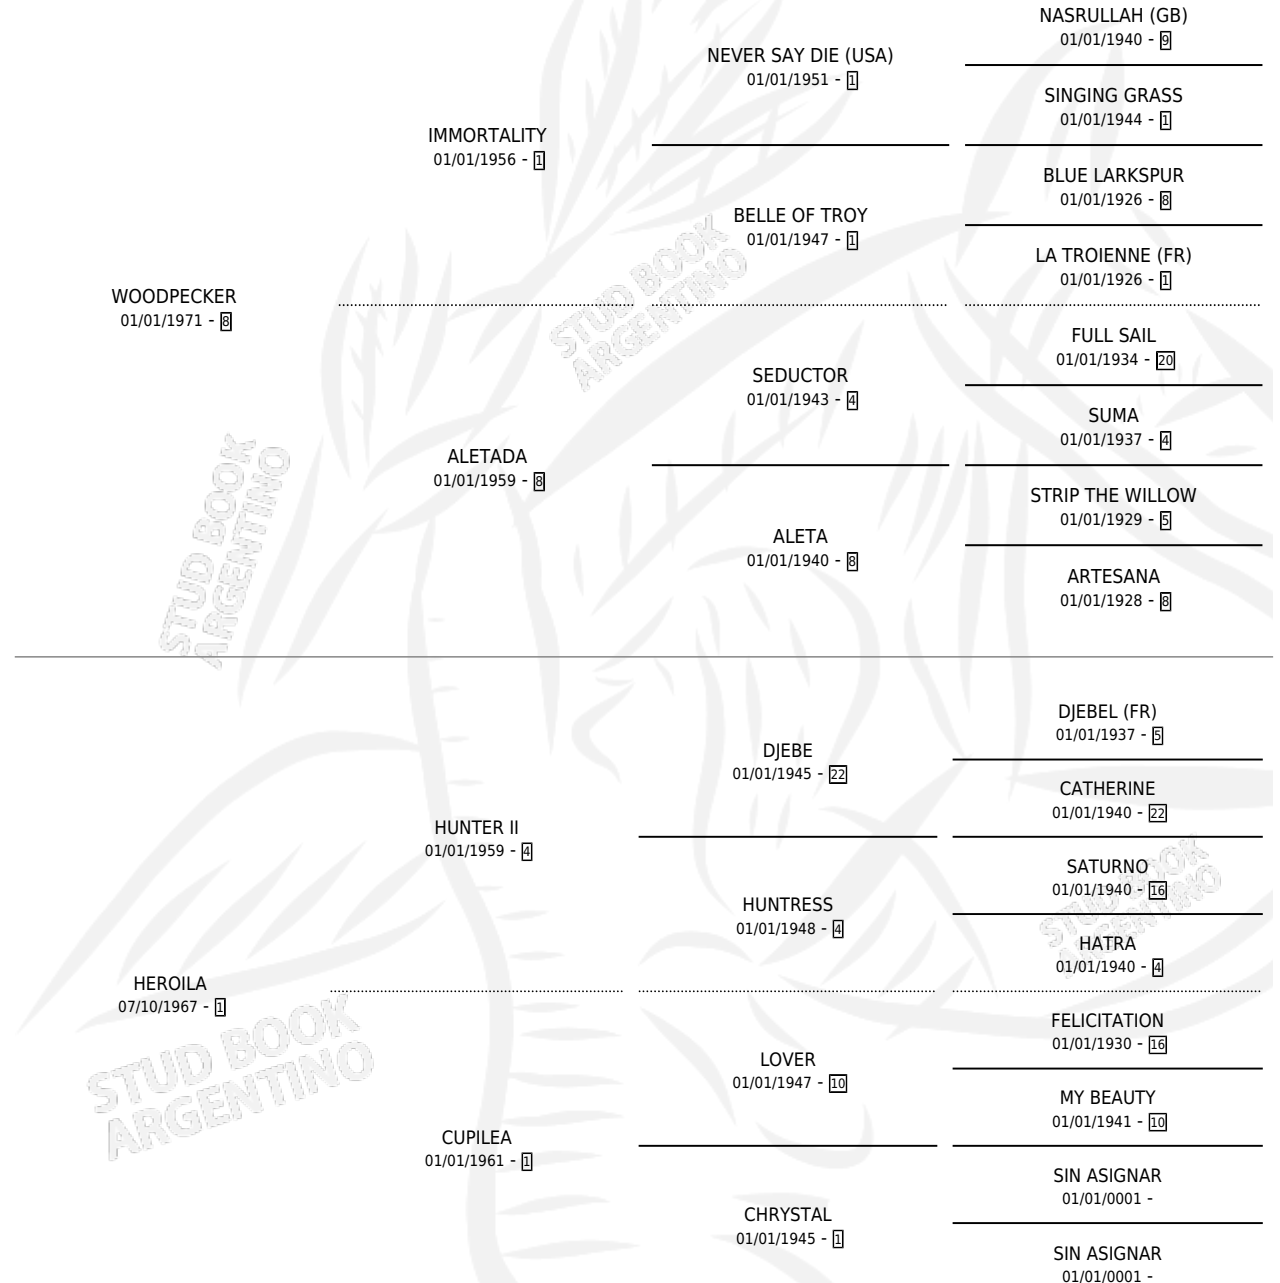 NASRULLAH (GB)
01/01/1940 - 9
NEVER SAY DIE (USA)
01/01/1951 - 1
SINGING GRASS
01/01/1944 - 1
IMMORTALITY
01/01/1956 - 1
BLUE LARKSPUR
01/01/1926 - 8
BELLE OF TROY
01/01/1947 - 1
LA TROIENNE (FR)
01/01/1926 - 1
WOODPECKER
01/01/1971 - 8
FULL SAIL
01/01/1934 - 20
SEDUCTOR
01/01/1943 - 4
SUMA
01/01/1937 - 4
ALETADA
01/01/1959 - 8
STRIP THE WILLOW
01/01/1929 - 5
ALETA
01/01/1940 - 8
ARTESANA
01/01/1928 - 8
DJEBEL (FR)
01/01/1937 - 5
DJEBE
01/01/1945 - 22
CATHERINE
01/01/1940 - 22
HUNTER II
01/01/1959 - 4
SATURNO
01/01/1940 - 16
HUNTRESS
01/01/1948 - 4
HATRA
01/01/1940 - 4
HEROILA
07/10/1967 - 1
FELICITATION
01/01/1930 - 16
LOVER
01/01/1947 - 10
MY BEAUTY
01/01/1941 - 10
CUPILEA
01/01/1961 - 1
SIN ASIGNAR
01/01/0001 -
CHRYSTAL
01/01/1945 - 1
SIN ASIGNAR
01/01/0001 -
STUD BOOK
ARGENTINO
STUD BOOK
ARGENTINO
STUD BOOK
ARGENTINO
STUD BOOK
ARGENTINO